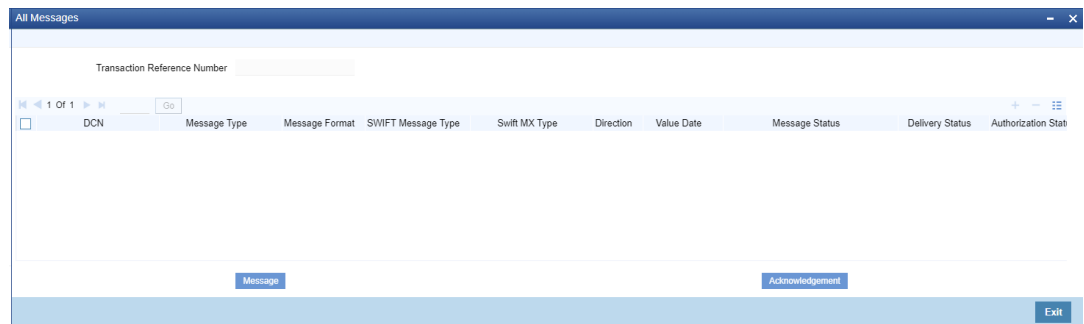 All Messages
Transaction Reference Number
1 Of 1 Go
DCN Message Type Message Format SWIFT Message Type Swift MX Type Direction Value Date Message Status Delivery Status Authorization Stat
Message Acknowledgement
Exit